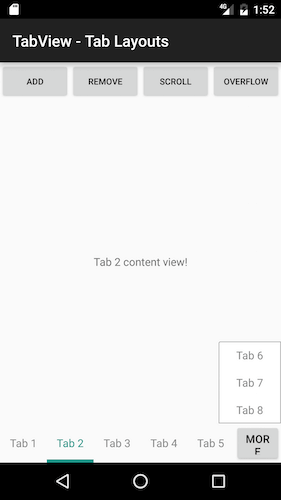 4G 1:52
TabView - Tab Layouts
ADD REMOVE SCROLL OVERFLOW
Tab 2 content view!
Tab 6
Tab 7
Tab 8
Tab 1 Tab 2 Tab 3 Tab 4 Tab 5 MOR
E